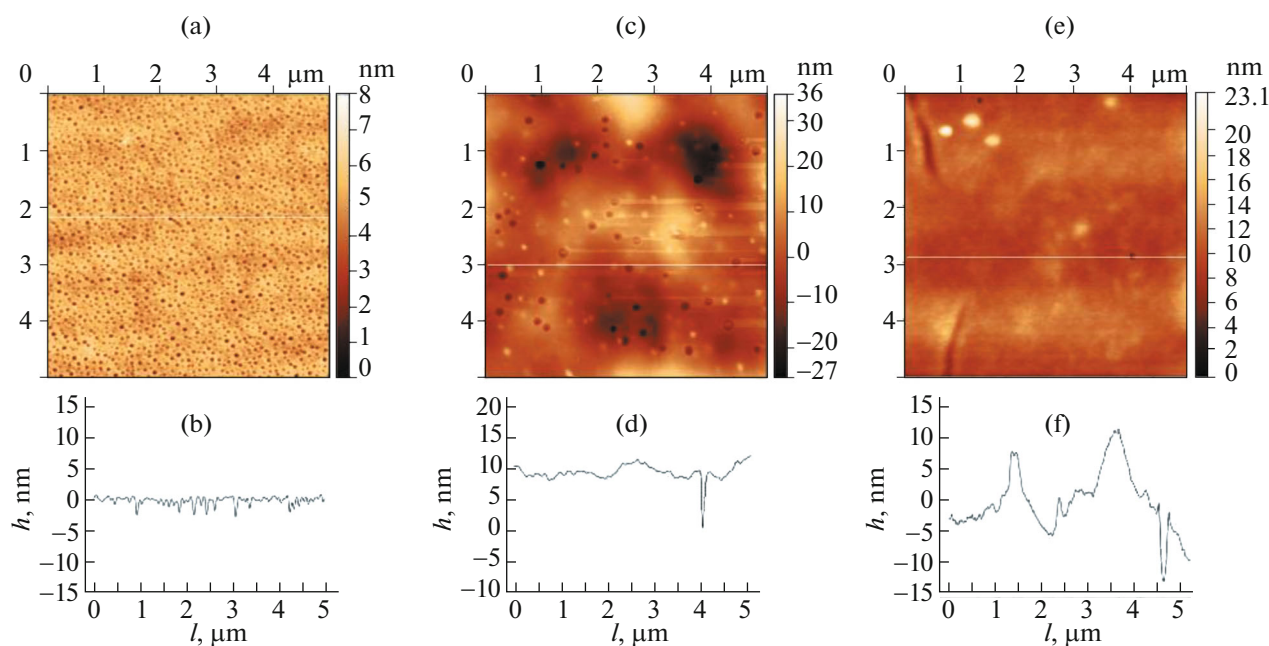 (a) (c) (e)
0 1 2 3 4 μm nm
0 1 2 3 4 μm nm
0 1 2 3 4 μm nm
8 7 6 5 4 3 2 1 0
1 2 3 4
36 30 20 10 0 −10 −20 −27
1 2 3 4
23.1 20 18 16 14 12 10 8 6 4 2 0
1 2 3 4
(b) (d) (f)
h, nm
15 10 5 0 −5 −10 −15
0 1 2 3 4 5
l, μm
h, nm
20 15 10 5 0 −5 −10
0 1 2 3 4 5
l, μm
h, nm
15 10 5 0 −5 −10 −15
0 1 2 3 4 5
l, μm